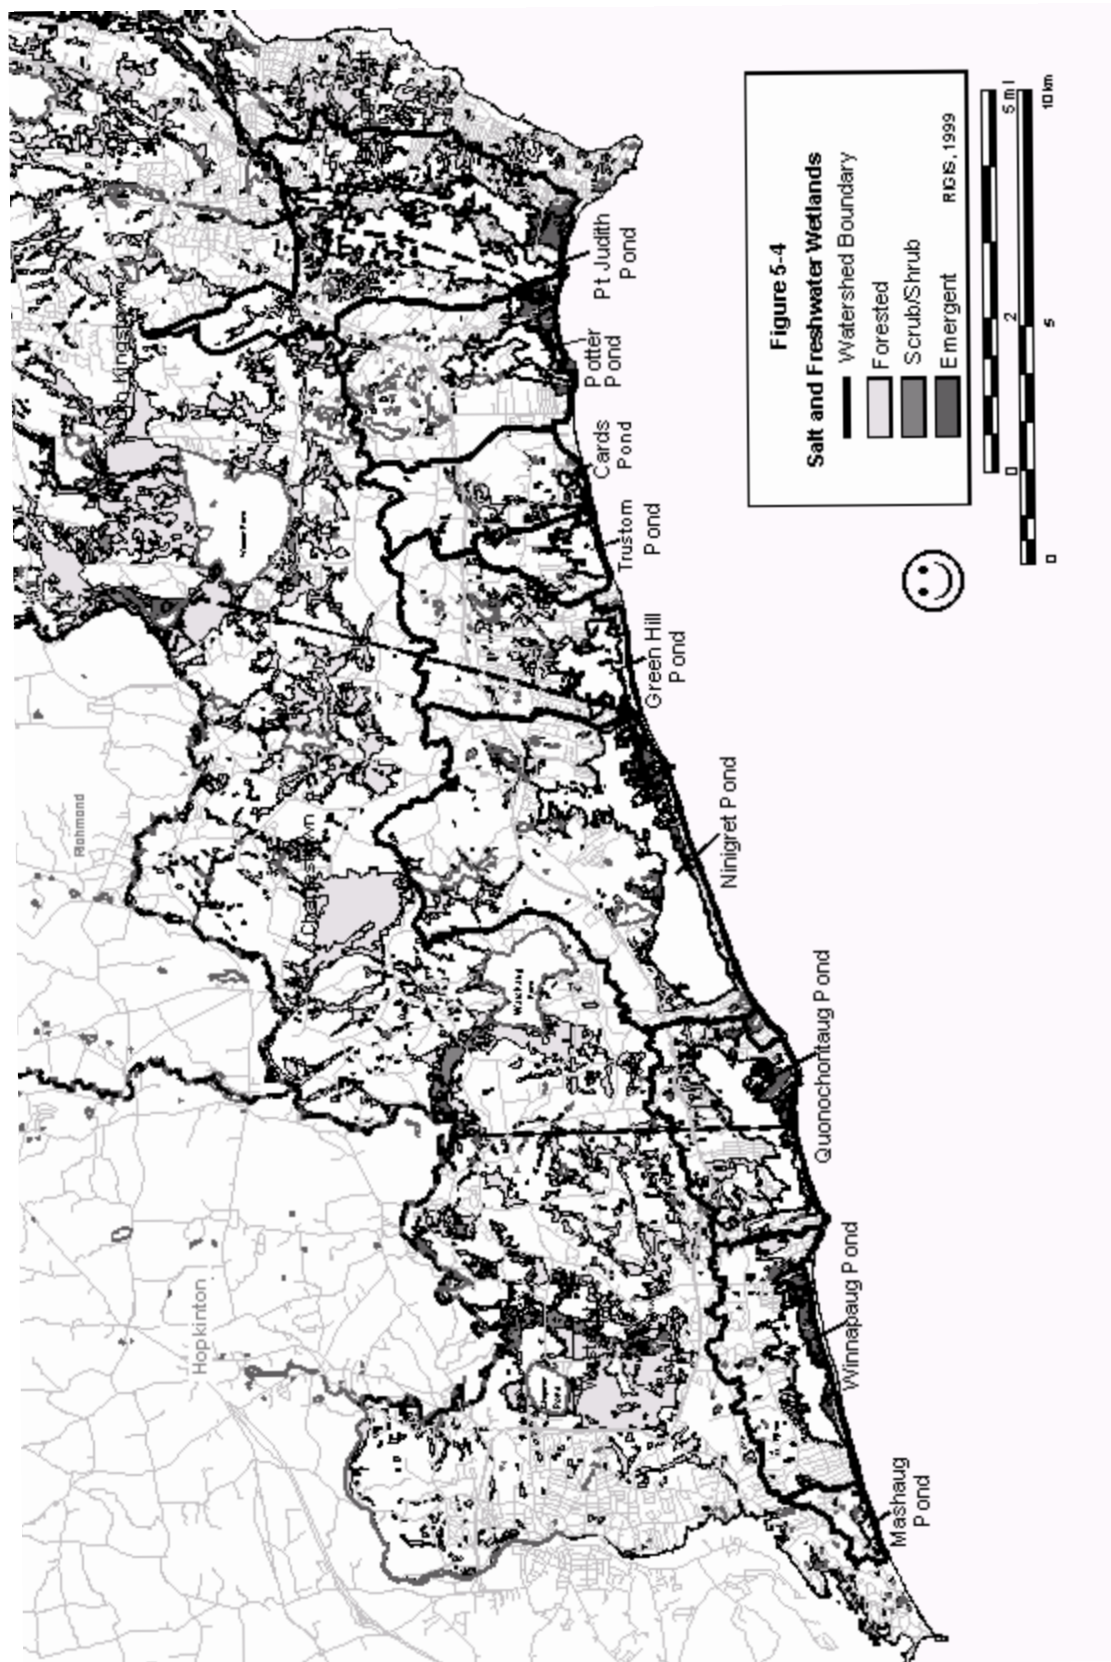 Figure 5-4
Salt and Freshwater Wetlands
Watershed Boundary
Forested
Scrub/Shrub
Emergent
RIGIS, 1999
0 2 5 mi
0 5 10 km
Richmond
Hopkinton
Kingstown
Charlestown
Mashaug
Pond
Winnapaug Pond
Quonochontaug Pond
Ninigret Pond
Green Hill
Pond
Trustom
Pond
Cards
Pond
Potter
Pond
Pt Judith
Pond